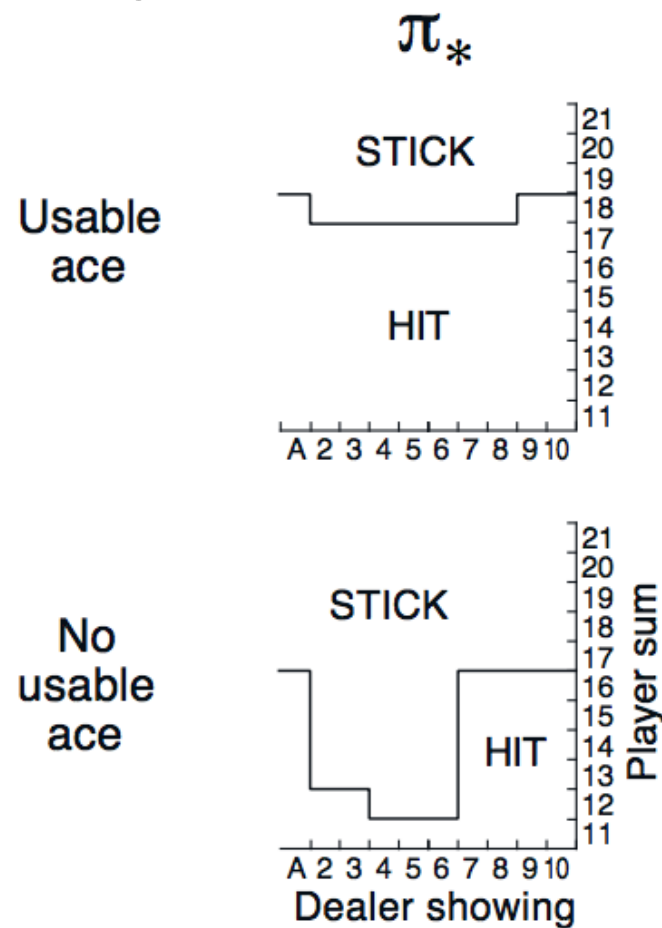 π*
STICK
HIT
Usable
ace
21
20
19
18
17
16
15
14
13
12
11
A 2 3 4 5 6 7 8 9 10
STICK
HIT
No
usable
ace
21
20
19
18
17
16
15
14
13
12
11
Player sum
A 2 3 4 5 6 7 8 9 10
Dealer showing